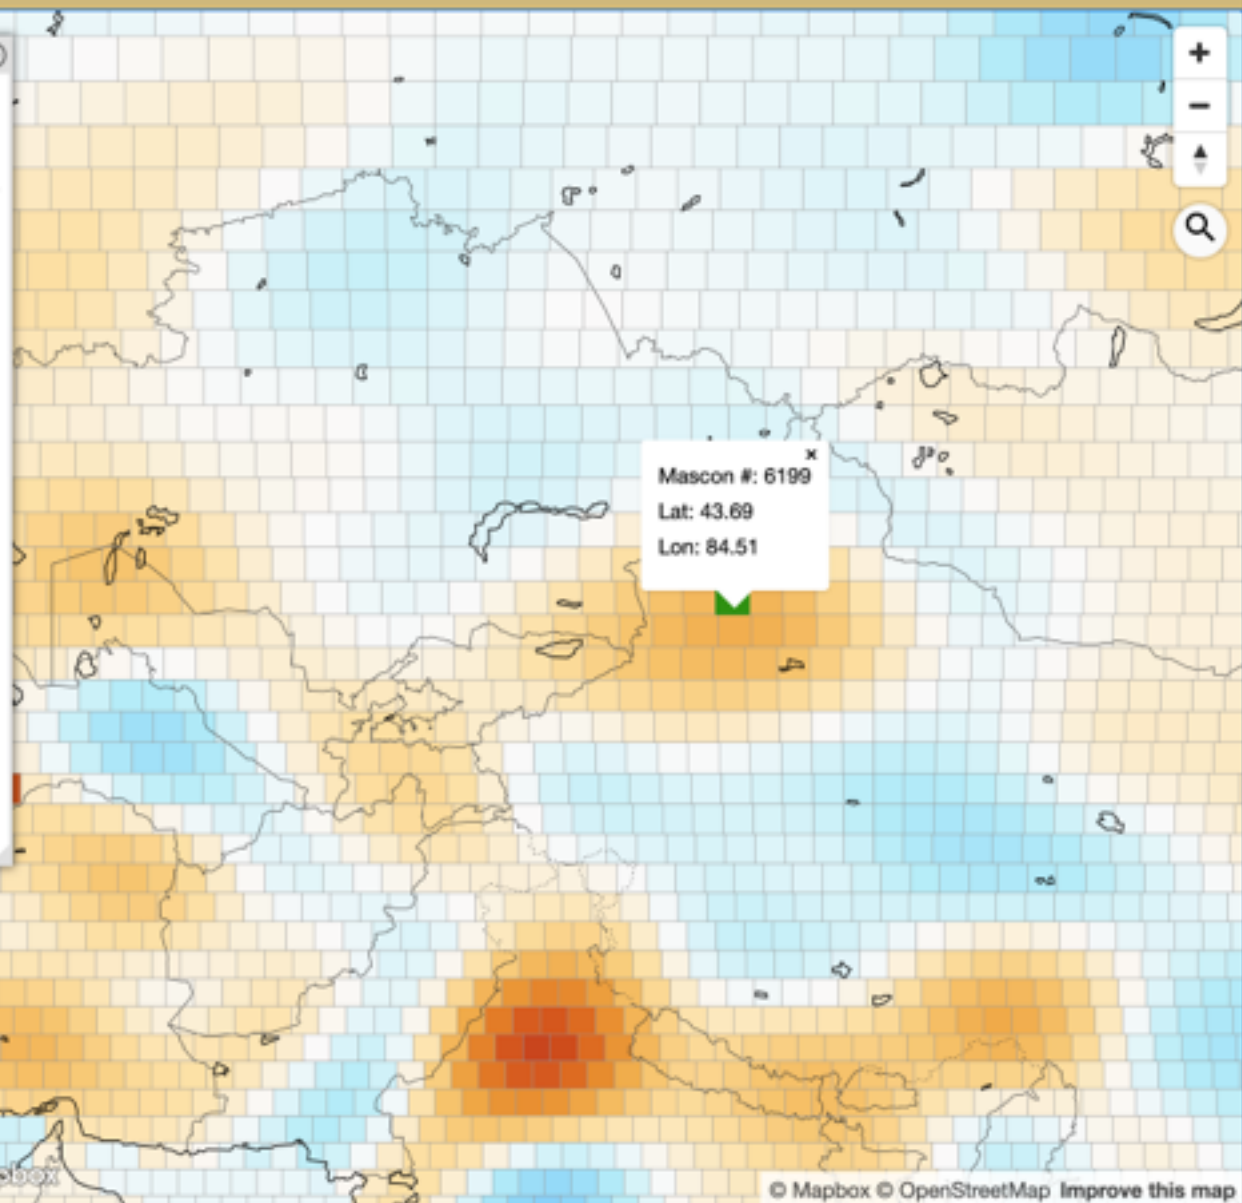 +
−
x
Mascon #: 6199
Lat: 43.69
Lon: 84.51
© Mapbox © OpenStreetMap Improve this map